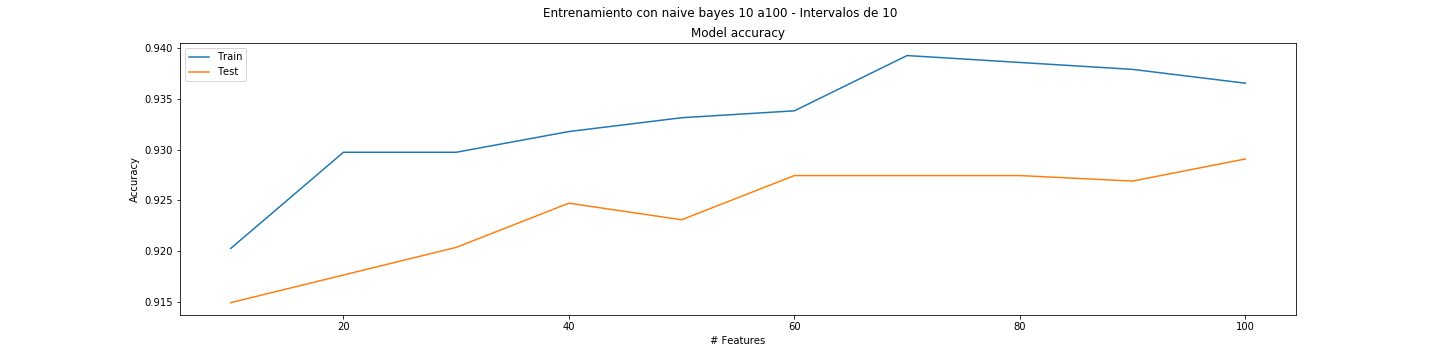 Entrenamiento con naive bayes 10 a100 - Intervalos de 10
Model accuracy
Train
Test
0.940
0.935
0.930
0.925
0.920
0.915
Accuracy
20
40
60
80
100
# Features